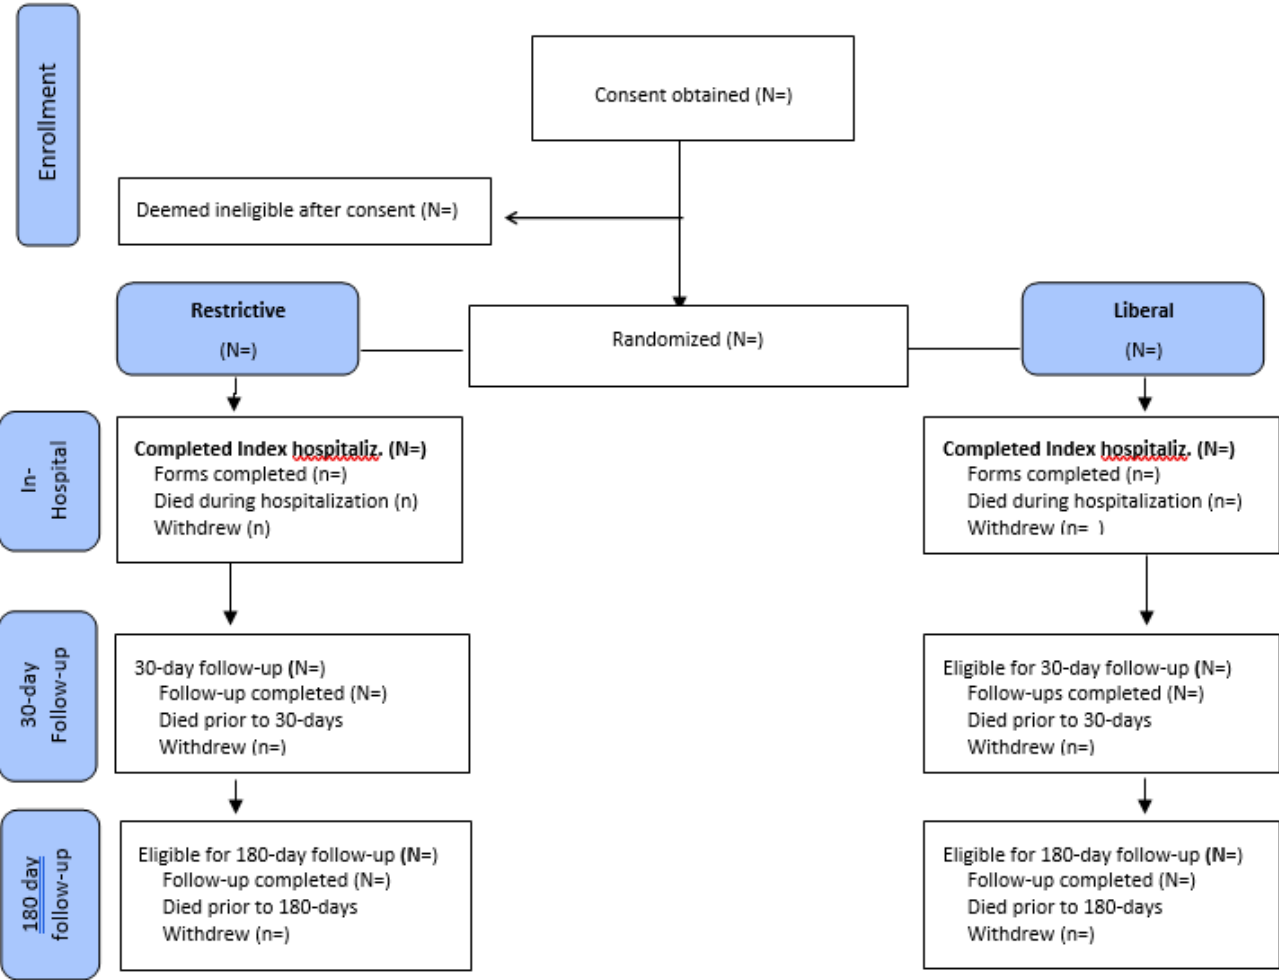 Enrollment
Consent obtained (N=)
Deemed ineligible after consent (N=)
Restrictive
(N=)
Randomized (N=)
Liberal
(N=)
In-
Hospital
Completed Index hospitaliz. (N=)
Forms completed (n=)
Died during hospitalization (n)
Withdrew (n)
Completed Index hospitaliz. (N=)
Forms completed (n=)
Died during hospitalization (n=)
Withdrew (n= )
30-day
Follow-up
30-day follow-up (N=)
Follow-up completed (N=)
Died prior to 30-days
Withdrew (n=)
Eligible for 30-day follow-up (N=)
Follow-ups completed (N=)
Died prior to 30-days
Withdrew (n=)
180 day
follow-up
Eligible for 180-day follow-up (N=)
Follow-up completed (N=)
Died prior to 180-days
Withdrew (n=)
Eligible for 180-day follow-up (N=)
Follow-up completed (N=)
Died prior to 180-days
Withdrew (n=)